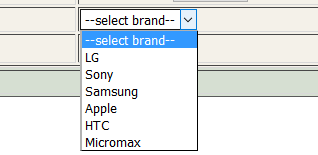 --select brand--
--select brand--
LG
Sony
Samsung
Apple
HTC
Micromax